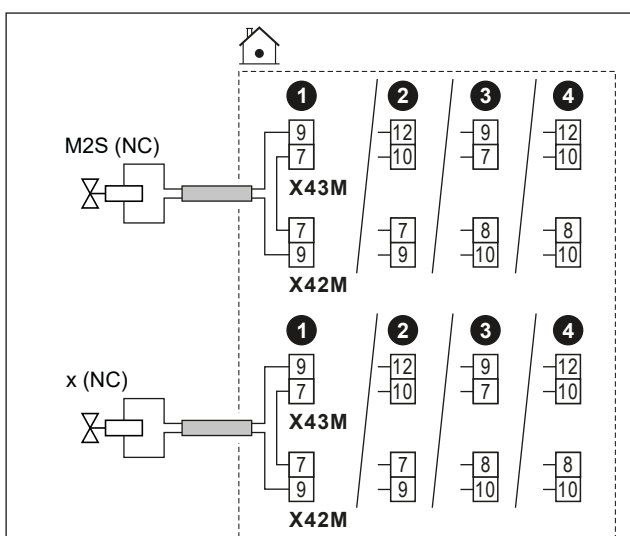 1 2 3 4
M2S (NC)
9 12 9 12
7 10 7 10
X43M
7 7 8 8
9 9 10 10
X42M
1 2 3 4
x (NC)
9 12 9 12
7 10 7 10
X43M
7 7 8 8
9 9 10 10
X42M